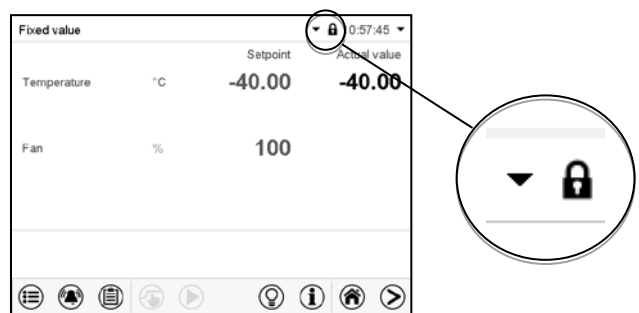 Fixed value 0:57:45
Setpoint Actual value
Temperature °C -40.00 -40.00
Fan % 100